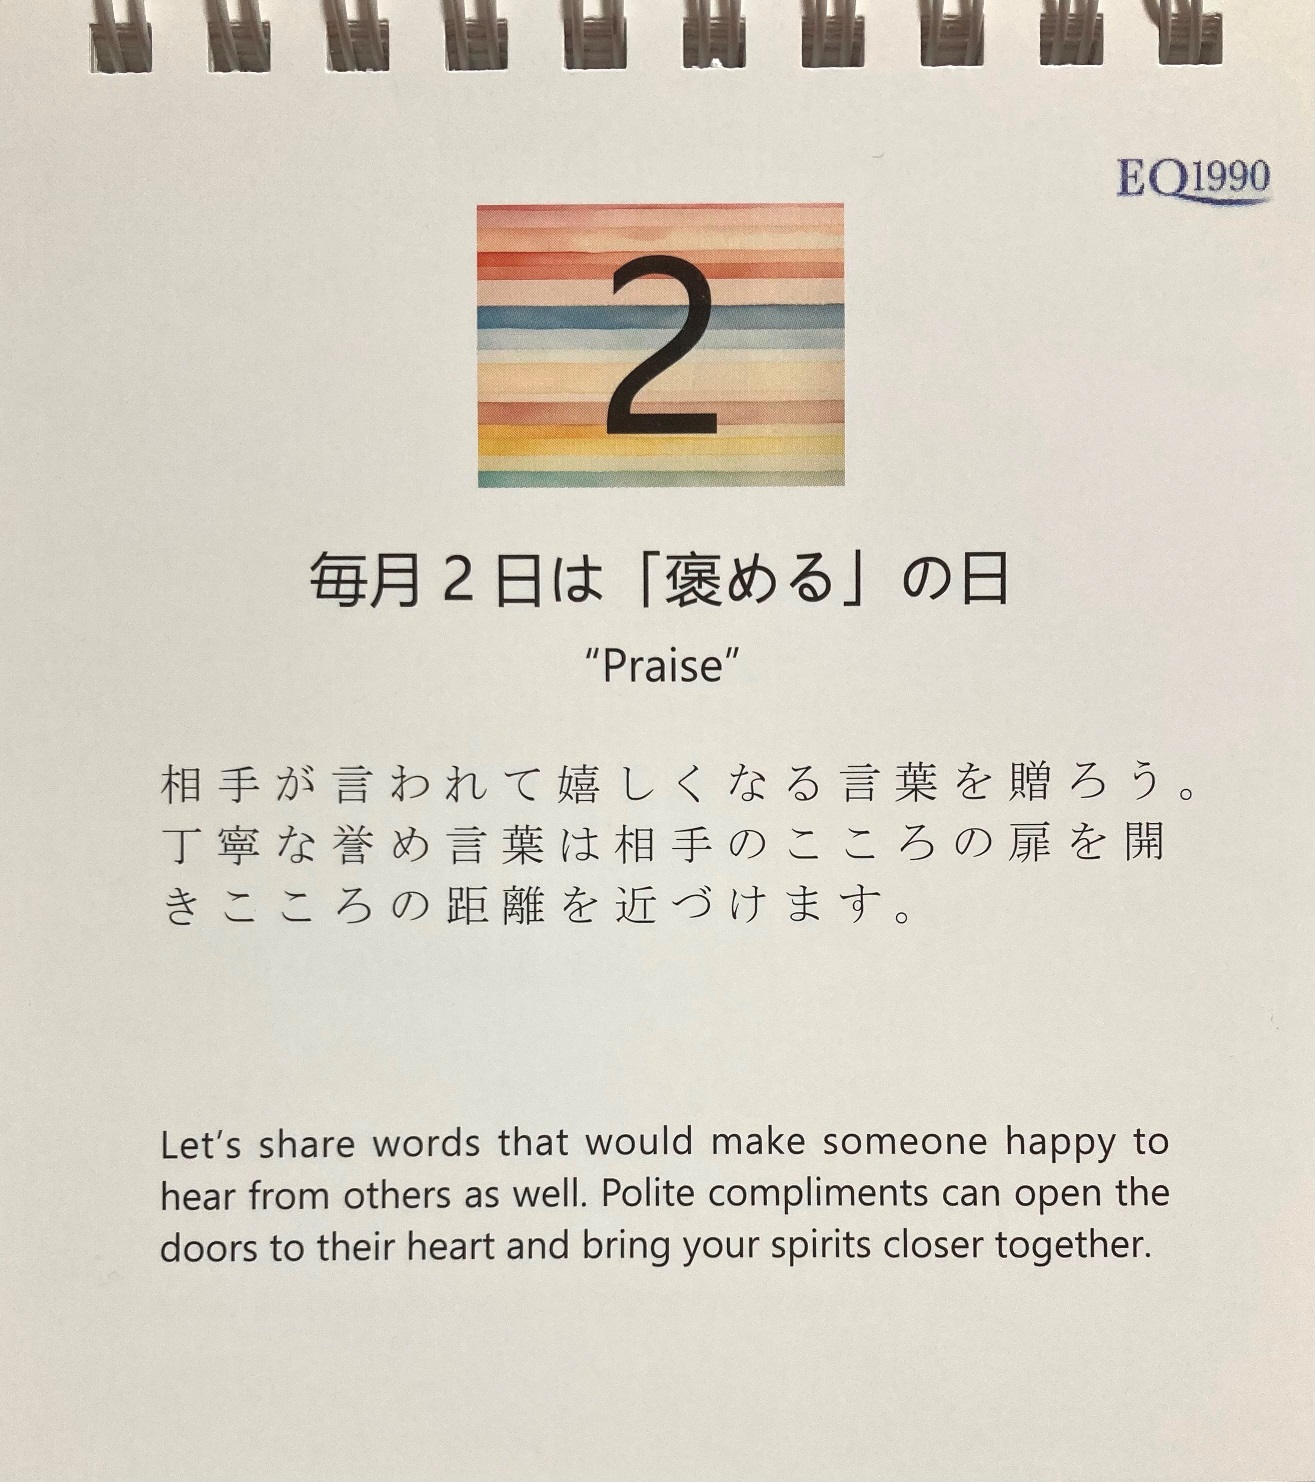 EQ1990
2
毎月2日は「褒める」の日
“Praise”
相手が言われて嬉しくなる言葉を贈ろう。
丁寧な誉め言葉は相手のこころの扉を開
きこころの距離を近づけます。
Let’s share words that would make someone happy to
hear from others as well. Polite compliments can open the
doors to their heart and bring your spirits closer together.